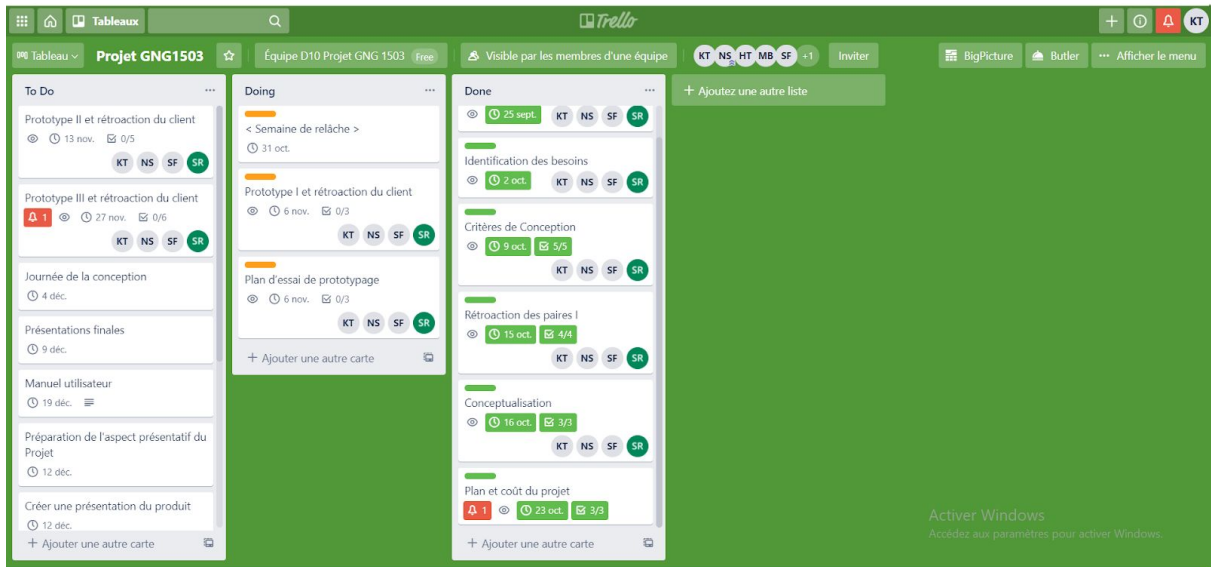 Tableaux
Trello
KT
Tableau
Projet GNG1503
Équipe D10 Projet GNG 1503 Free
Visible par les membres d'une équipe
KT NS HT MB SF +1
Inviter
BigPicture
Butler
Afficher le menu
To Do
Prototype II et rétroaction du client
13 nov. 0/5
KT NS SF SR
Prototype III et rétroaction du client
1 27 nov. 0/6
KT NS SF SR
Journée de la conception
4 déc.
Présentations finales
9 déc.
Manuel utilisateur
19 déc.
Préparation de l'aspect présentatif du
Projet
12 déc.
Créer une présentation du produit
12 déc.
+ Ajouter une autre carte
Doing
< Semaine de relâche >
31 oct.
Prototype I et rétroaction du client
6 nov. 0/3
KT NS SF SR
Plan d'essai de prototypage
6 nov. 0/3
KT NS SF SR
+ Ajouter une autre carte
Done
25 sept. KT NS SF SR
Identification des besoins
2 oct. KT NS SF SR
Critères de Conception
9 oct. 5/5
KT NS SF SR
Rétroaction des paires I
15 oct. 4/4
KT NS SF SR
Conceptualisation
16 oct. 3/3
KT NS SF SR
Plan et coût du projet
1 23 oct. 3/3
+ Ajouter une autre carte
+ Ajoutez une autre liste
Activer Windows
Accédez aux paramètres pour activer Windows.